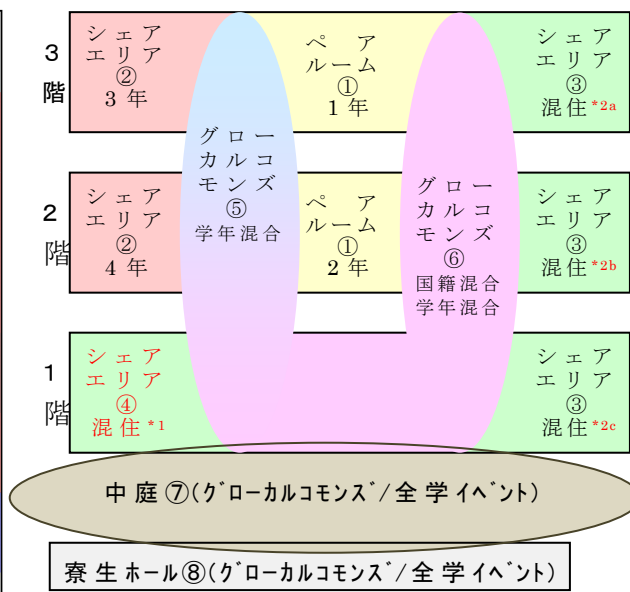 3
階
シェア
エリア
②
3年
グロー
カルコ
モンズ
⑤
学年混合
ペア
ルーム
①
1年
シェア
エリア
③
混住*2a
2
階
シェア
エリア
②
4年
ペア
ルーム
①
2年
グロー
カルコ
モンズ
⑥
国籍混合
学年混合
シェア
エリア
③
混住*2b
1
階
シェア
エリア
④
混住*1
シェア
エリア
③
混住*2c
中庭⑦(グローカルコモンズ/全学イベント)
寮生ホール⑧(グローカルコモンズ/全学イベント)